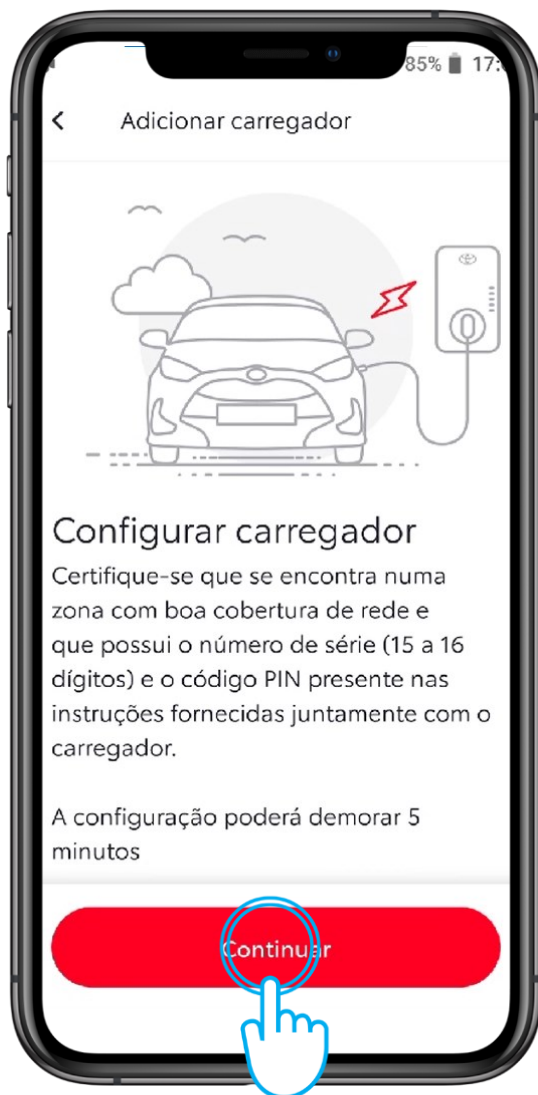 85% 17:
Adicionar carregador
Configurar carregador
Certifique-se que se encontra numa
zona com boa cobertura de rede e
que possui o número de série (15 a 16
dígitos) e o código PIN presente nas
instruções fornecidas juntamente com o
carregador.
A configuração poderá demorar 5
minutos
Continuar